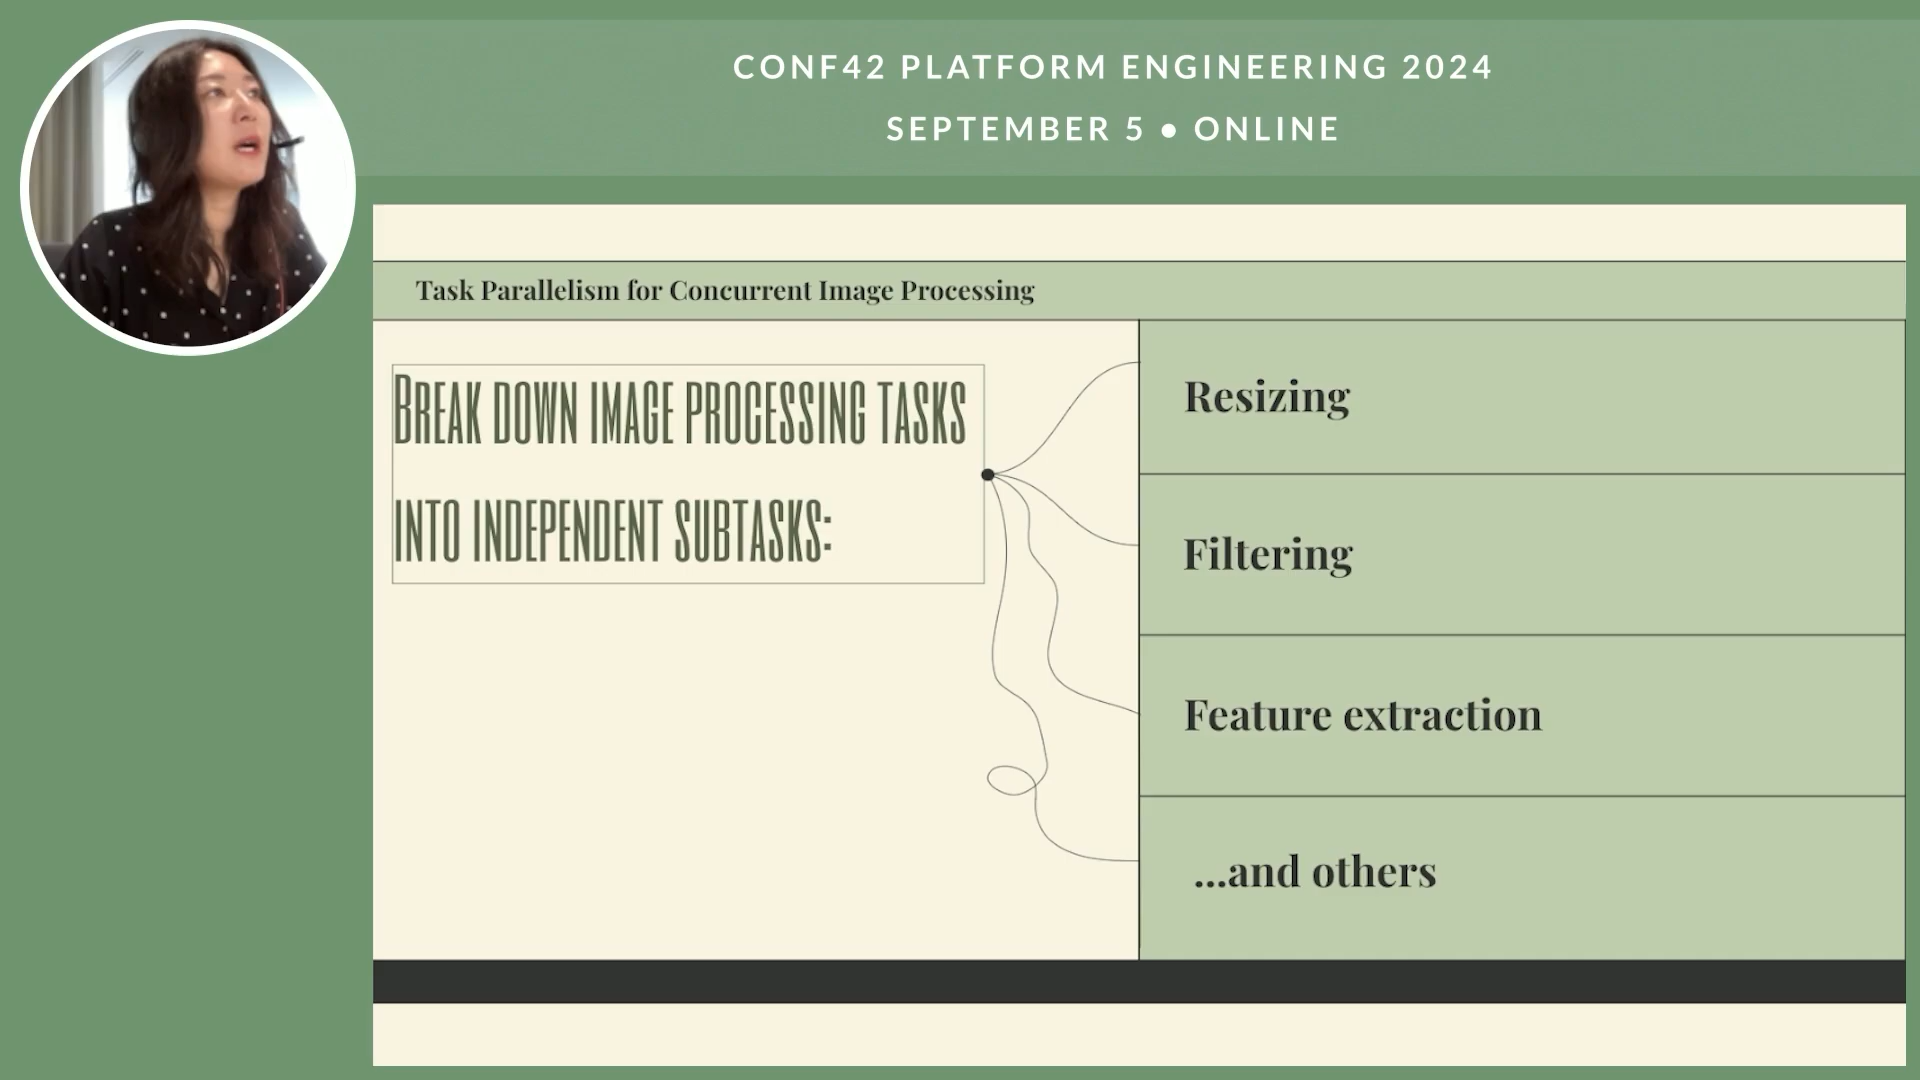 CONF42 PLATFORM ENGINEERING 2024
SEPTEMBER 5 ● ONLINE
Task Parallelism for Concurrent Image Processing
BREAK DOWN IMAGE PROCESSING TASKS
INTO INDEPENDENT SUBTASKS:
Resizing
Filtering
Feature extraction
...and others